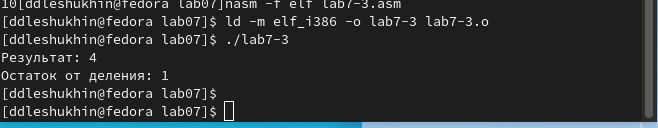 10[ddleshukhin@fedora lab07]nasm -f elf lab7-3.asm
[ddleshukhin@fedora lab07]$ ld -m elf_i386 -o lab7-3 lab7-3.o
[ddleshukhin@fedora lab07]$ ./lab7-3
Результат: 4
Остаток от деления: 1
[ddleshukhin@fedora lab07]$
[ddleshukhin@fedora lab07]$